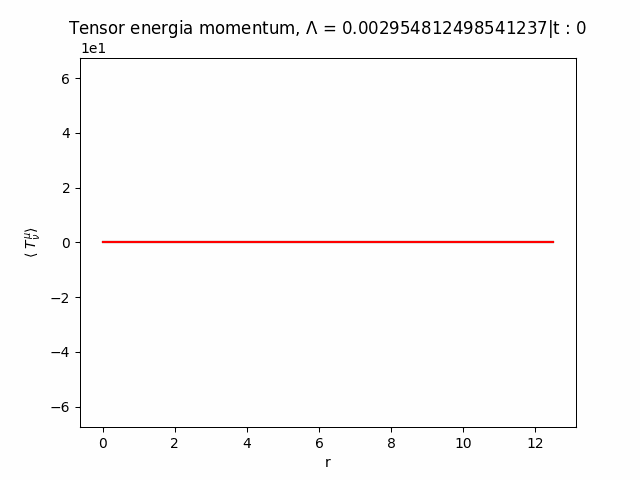 Tensor energia momentum, Λ = 0.002954812498541237|t : 0
1e1
6
4
2
0
−2
−4
−6
⟨ T^μ_ν⟩
0 2 4 6 8 10 12
r